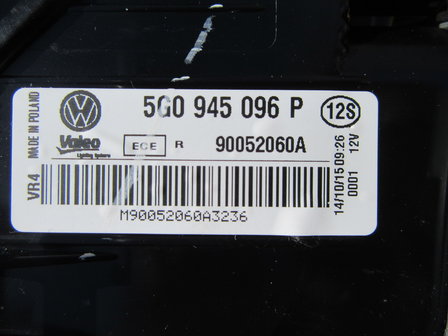 MADE IN POLAND
VR4
VW
5G0 945 096 P
12S
Valeo
Lighting Systems
ECE
R
90052060A
M90052060A3236
14/10/15 09:26
0001 12V